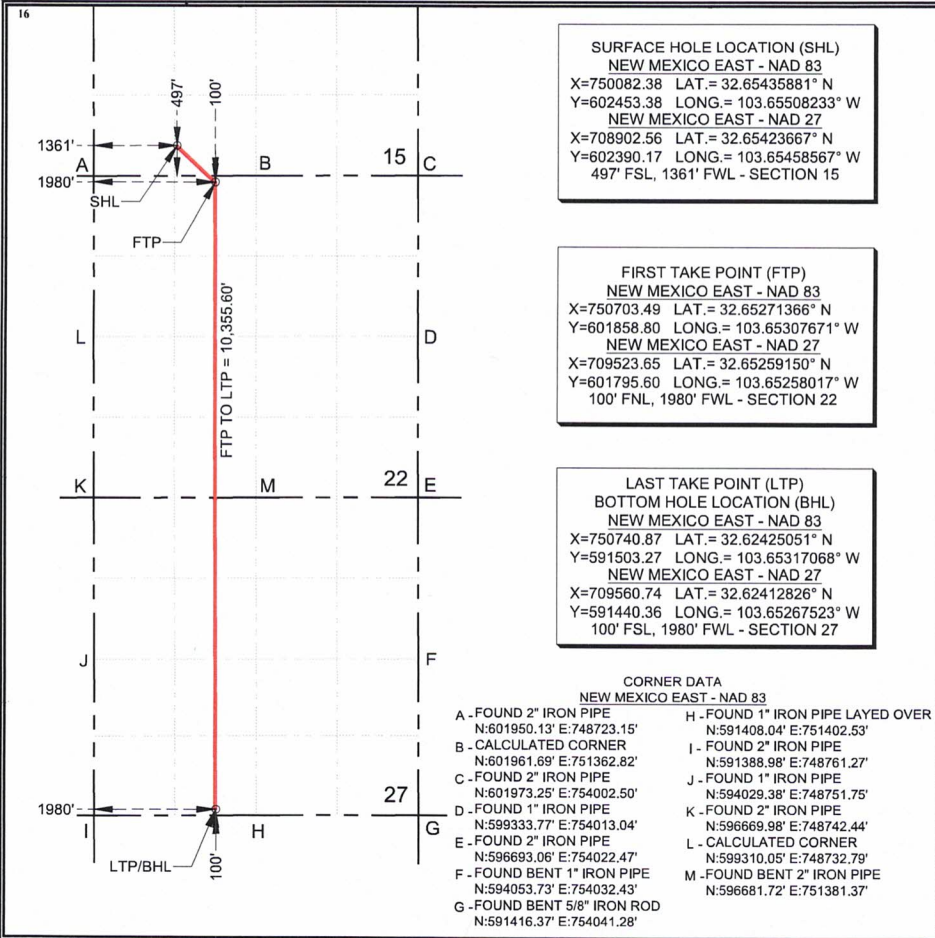 16
497'
100'
1361'
A
B
15
C
1980'
SHL
FTP
L
FTP TO LTP = 10,355.60'
D
K
M
22
E
J
F
1980'
27
I
H
G
LTP/BHL
100'
SURFACE HOLE LOCATION (SHL)
NEW MEXICO EAST - NAD 83
X=750082.38 LAT.= 32.65435881° N
Y=602453.38 LONG.= 103.65508233° W
NEW MEXICO EAST - NAD 27
X=708902.56 LAT.= 32.65423667° N
Y=602390.17 LONG.= 103.65458567° W
497' FSL, 1361' FWL - SECTION 15
FIRST TAKE POINT (FTP)
NEW MEXICO EAST - NAD 83
X=750703.49 LAT.= 32.65271366° N
Y=601858.80 LONG.= 103.65307671° W
NEW MEXICO EAST - NAD 27
X=709523.65 LAT.= 32.65259150° N
Y=601795.60 LONG.= 103.65258017° W
100' FNL, 1980' FWL - SECTION 22
LAST TAKE POINT (LTP)
BOTTOM HOLE LOCATION (BHL)
NEW MEXICO EAST - NAD 83
X=750740.87 LAT.= 32.62425051° N
Y=591503.27 LONG.= 103.65317068° W
NEW MEXICO EAST - NAD 27
X=709560.74 LAT.= 32.62412826° N
Y=591440.36 LONG.= 103.65267523° W
100' FSL, 1980' FWL - SECTION 27
CORNER DATA
NEW MEXICO EAST - NAD 83
A - FOUND 2" IRON PIPE
N:601950.13' E:748723.15'
B - CALCULATED CORNER
N:601961.69' E:751362.82'
C - FOUND 2" IRON PIPE
N:601973.25' E:754002.50'
D - FOUND 1" IRON PIPE
N:599333.77' E:754013.04'
E - FOUND 2" IRON PIPE
N:596693.06' E:754022.47'
F - FOUND BENT 1" IRON PIPE
N:594053.73' E:754032.43'
G - FOUND BENT 5/8" IRON ROD
N:591416.37' E:754041.28'
H - FOUND 1" IRON PIPE LAYED OVER
N:591408.04' E:751402.53'
I - FOUND 2" IRON PIPE
N:591388.98' E:748761.27'
J - FOUND 1" IRON PIPE
N:594029.38' E:748751.75'
K - FOUND 2" IRON PIPE
N:596669.98' E:748742.44'
L - CALCULATED CORNER
N:599310.05' E:748732.79'
M - FOUND BENT 2" IRON PIPE
N:596681.72' E:751381.37'